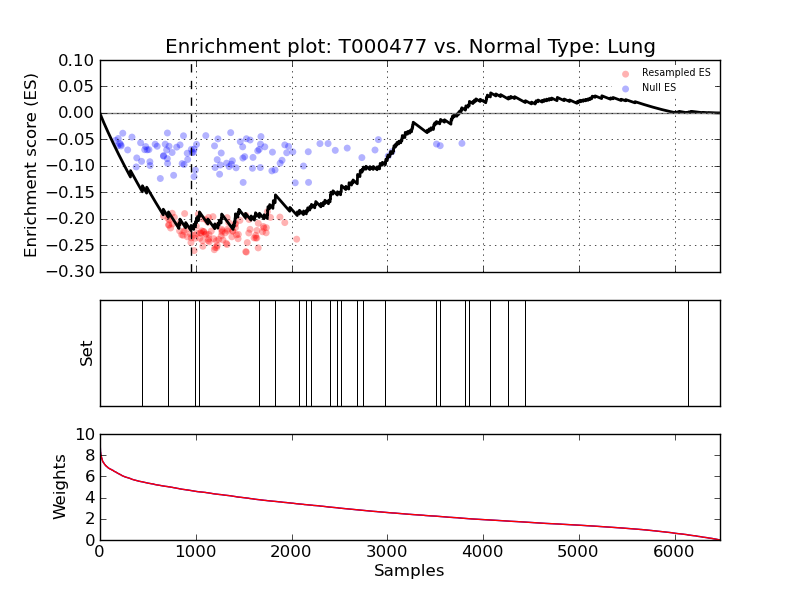 Enrichment plot: T000477 vs. Normal Type: Lung
Enrichment score (ES)
0.10
0.05
0.00
−0.05
−0.10
−0.15
−0.20
−0.25
−0.30
Resampled ES
Null ES
Set
Weights
10
8
6
4
2
0
0 1000 2000 3000 4000 5000 6000
Samples